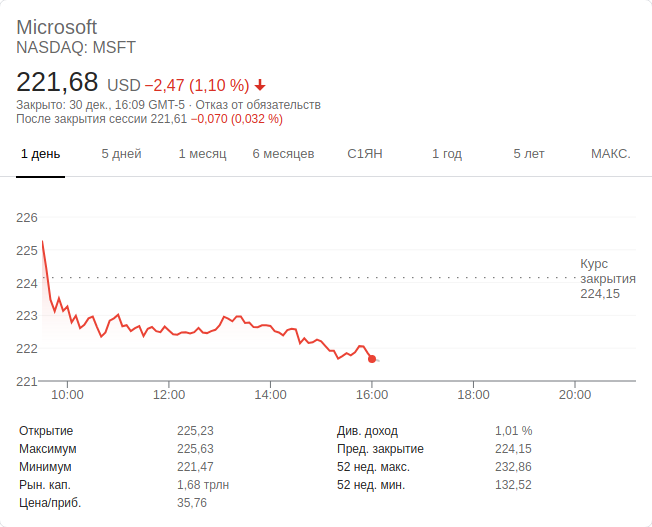 Microsoft
NASDAQ: MSFT
221,68 USD −2,47 (1,10 %)
Закрыто: 30 дек., 16:09 GMT-5 · Отказ от обязательств
После закрытия сессии 221,61 −0,070 (0,032 %)
1 день 5 дней 1 месяц 6 месяцев С1ЯН 1 год 5 лет МАКС.
226
225
224
223
222
221
Курс
закрытия
224,15
10:00 12:00 14:00 16:00 18:00 20:00
Открытие 225,23 Див. доход 1,01 %
Максимум 225,63 Пред. закрытие 224,15
Минимум 221,47 52 нед. макс. 232,86
Рын. кап. 1,68 трлн 52 нед. мин. 132,52
Цена/приб. 35,76